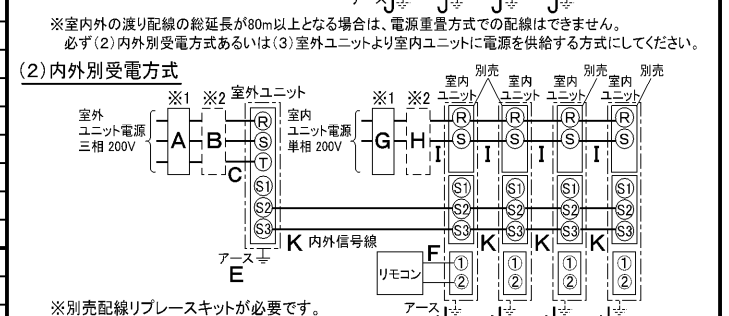 ※室内外の渡り配線の総延長が80m以上となる場合は、電源重畳方式での配線はできません。
必ず(2)内外別受電方式あるいは(3)室外ユニットより室内ユニットに電源を供給する方式にしてください。
(2)内外別受電方式
室外
ユニット電源
三相 200V
※1 ※2
A B
C
室外ユニット
R
S
T
S1
S2
S3
アース
E
K 内外信号線
室内
ユニット電源
単相 200V
※1 ※2
G H
室内
ユニット
別売
室内
ユニット
室内
ユニット
別売
室内
ユニット
別売
R R R R
S S S S
I I I I
S1 S1 S1 S1
S2 S2 S2 S2
S3 S3 S3 S3
K K K
F
リモコン
① ① ① ①
② ② ② ②
アース
※別売配線リプレースキットが必要です。